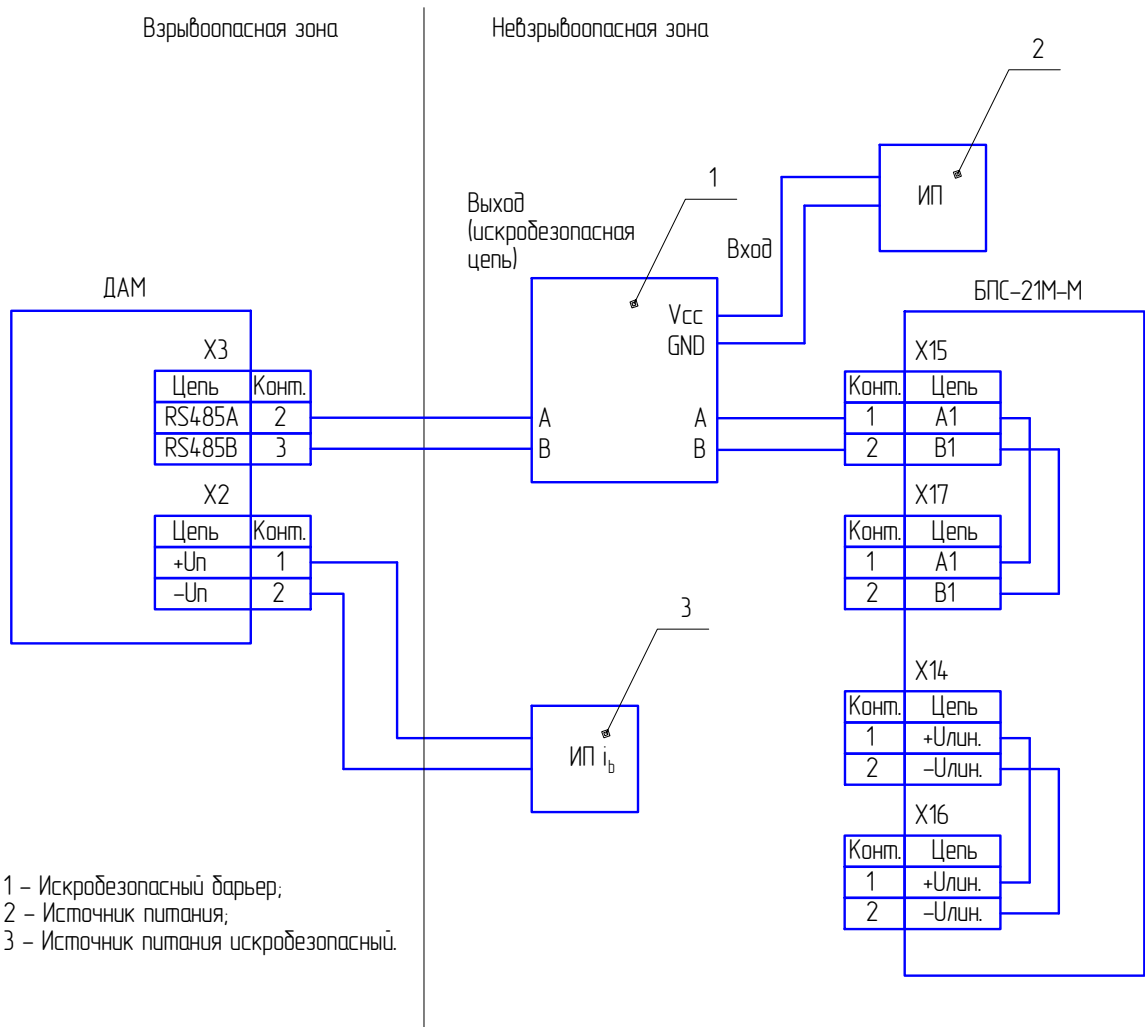 Взрывоопасная зона
Невзрывоопасная зона
2
ИП
1
Выход
(искробезопасная
цепь)
Вход
ДАМ
БПС-21М-М
Vcc
GND
A
B
A
B
X3
Цепь Конт.
RS485A 2
RS485B 3
X2
Цепь Конт.
+Uп 1
-Uп 2
X15
Конт. Цепь
1 A1
2 B1
X17
Конт. Цепь
1 A1
2 B1
3
ИП ib
X14
Конт. Цепь
1 +Uлин.
2 -Uлин.
X16
Конт. Цепь
1 +Uлин.
2 -Uлин.
1 - Искробезопасный барьер;
2 - Источник питания;
3 - Источник питания искробезопасный.